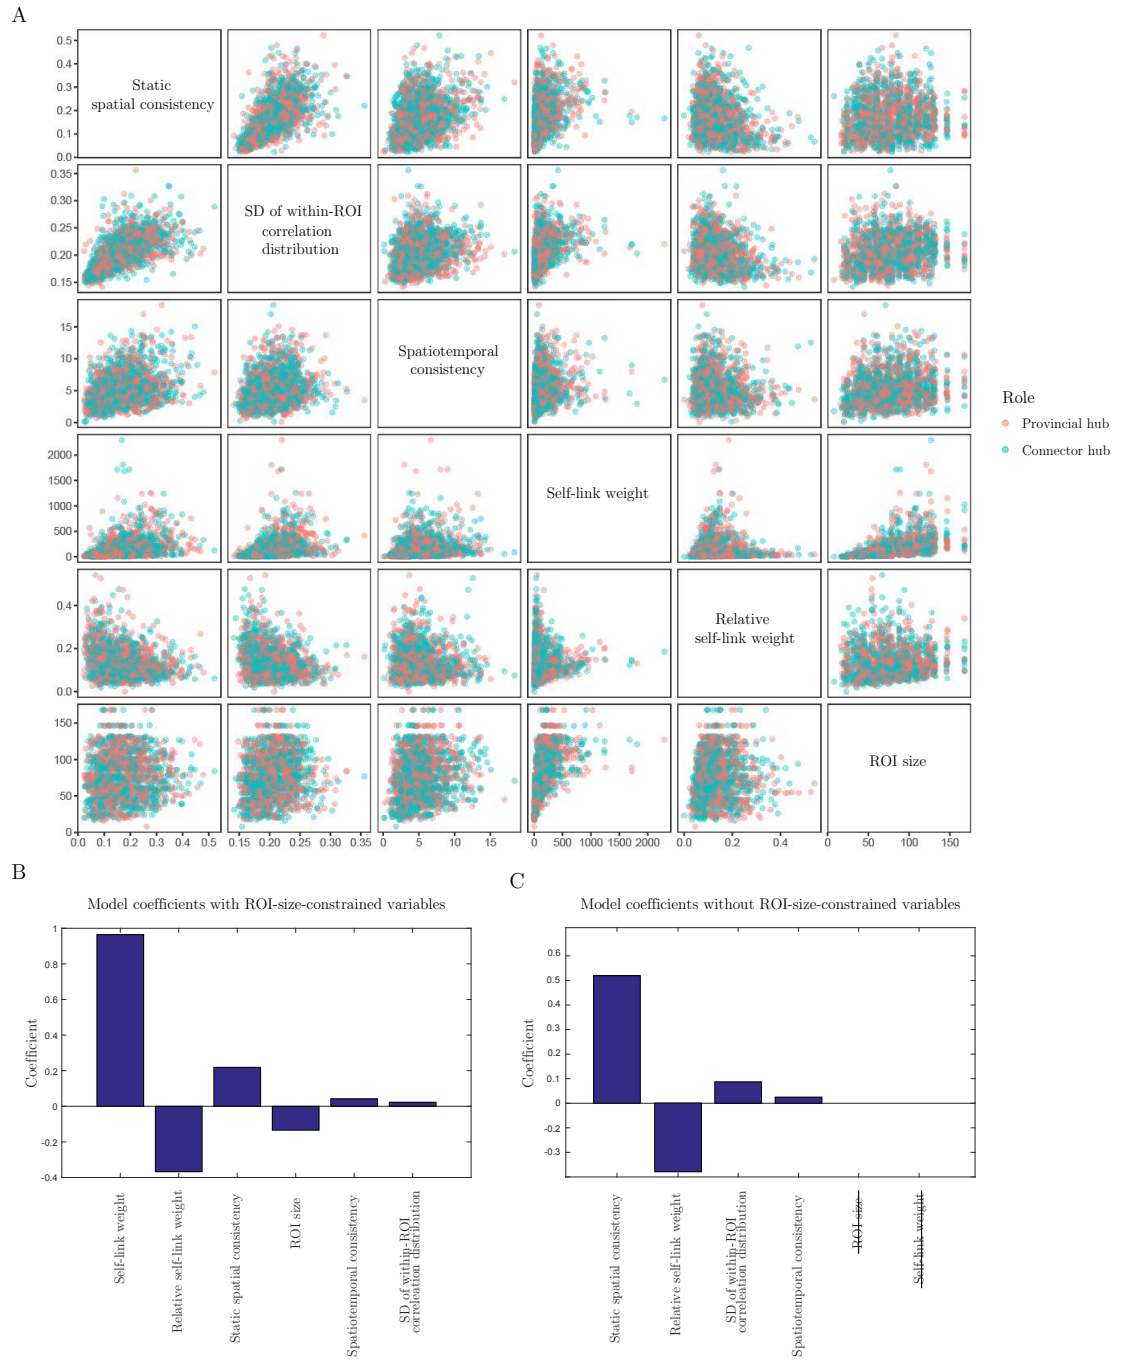 A
0.5
0.4
0.3
0.2
0.1
0.0
Static
spatial consistency
0.35
0.25
0.20
0.15
SD of within-ROI
correlation
distribution
15
10
5
0
Spatiotemporal
consistency
Role
Provincial hub
Connector hub
2000
1000
500
0
Self-link weight
0.4
0.2
0.0
Relative
self-link weight
150
100
50
0
ROI size
0.0 0.1 0.2 0.3 0.4 0.5
0.15 0.20 0.25 0.30 0.35
0 5 10 15
0 500 1000 2000
0.0 0.2 0.4
0 50 100 150
B
Model coefficients with ROI-size-constrained variables
Coefficient
1
0.8
0.6
0.4
0.2
0
-0.2
-0.4
Self-link weight
Relative self-link weight
Static spatial consistency
ROI size
Spatiotemporal consistency
SD of within-ROI
correleation distribution
C
Model coefficients without ROI-size-constrained variables
Coefficient
0.6
0.5
0.4
0.3
0.2
0.1
0
-0.2
-0.3
Static spatial consistency
Relative self-link weight
SD of within-ROI
correleation distribution
Spatiotemporal consistency
ROI size
Self-link weight